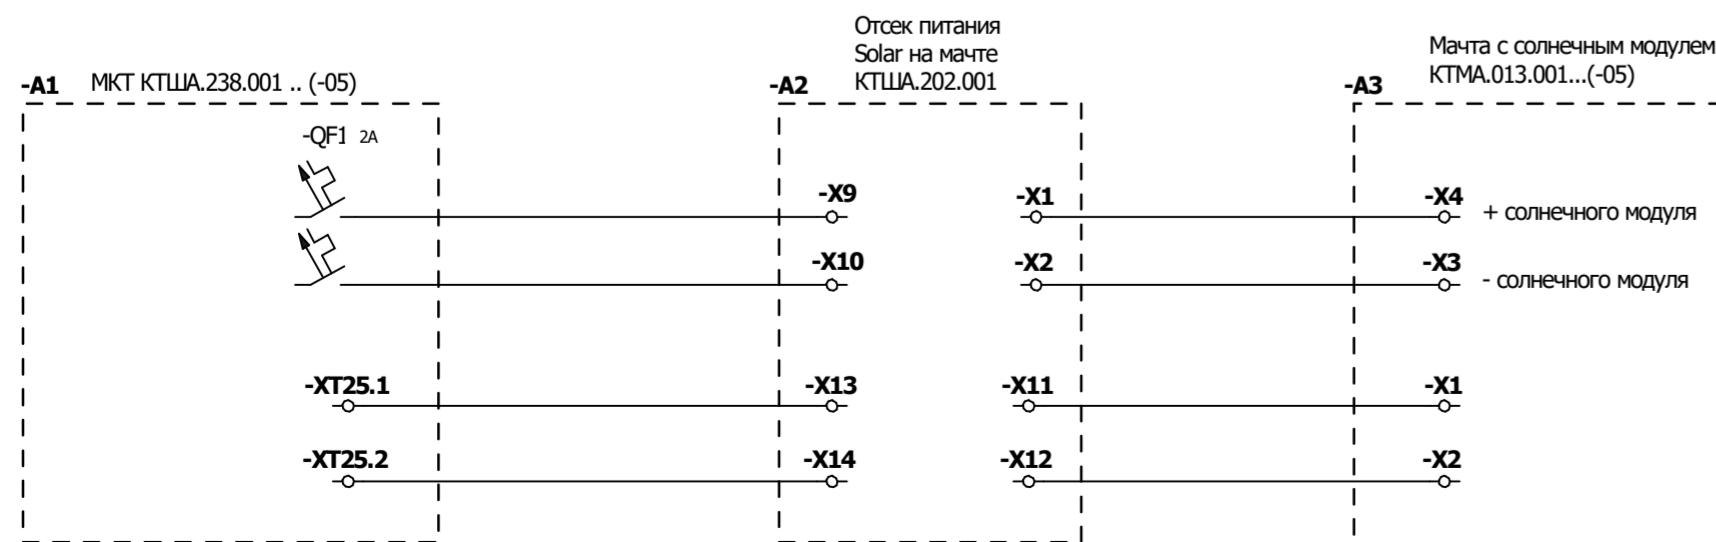 Отсек питания
Solar на мачте
КТША.202.001
Мачта с солнечным модулем
КТМА.013.001...(-05)
-A1 МКТ КТША.238.001 .. (-05)
-A2
-A3
-QF1 2A
-X9
-X1
-X4
+ солнечного модуля
-X10
-X2
-X3
- солнечного модуля
-XT25.1
-X13
-X11
-X1
-XT25.2
-X14
-X12
-X2